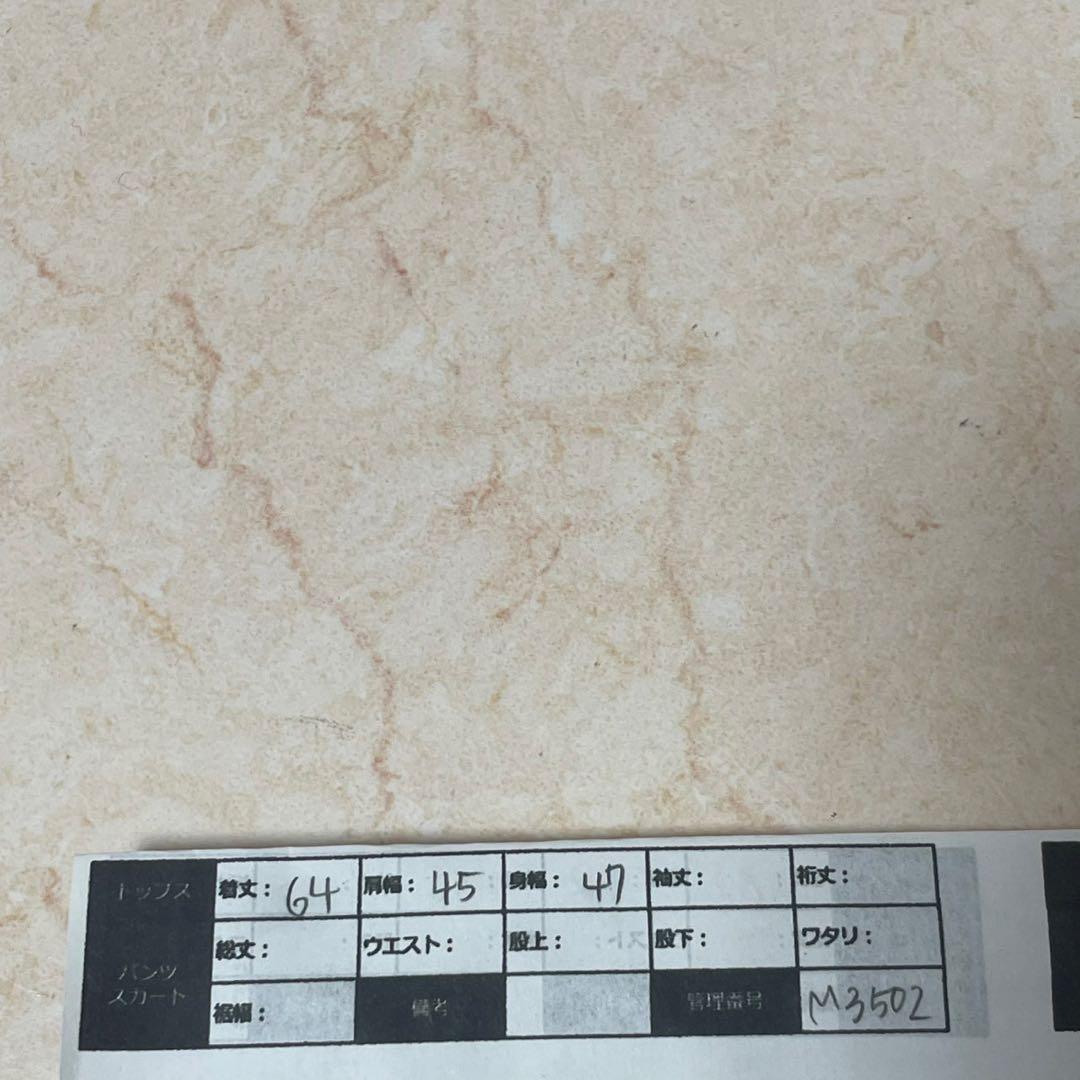 トップス 着丈: 64 肩幅: 45 身幅: 47 袖丈: 裄丈:
パンツ スカート 総丈: ウエスト: 股上: 股下: ワタリ:
裾幅: 備考 管理番号 M3502